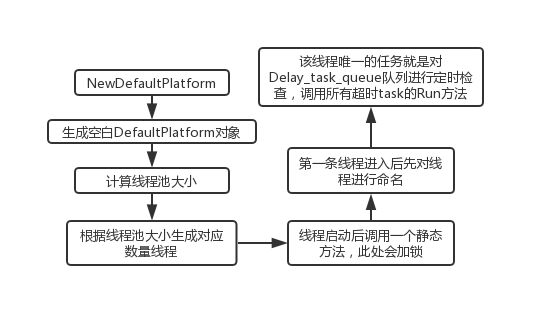 NewDefaultPlatform
生成空白DefaultPlatform对象
计算线程池大小
根据线程池大小生成对应
数量线程
线程启动后调用一个静态
方法，此处会加锁
第一条线程进入后先对线
程进行命名
该线程唯一的任务就是对
Delay_task_queue队列进行定时检
查，调用所有超时task的Run方法